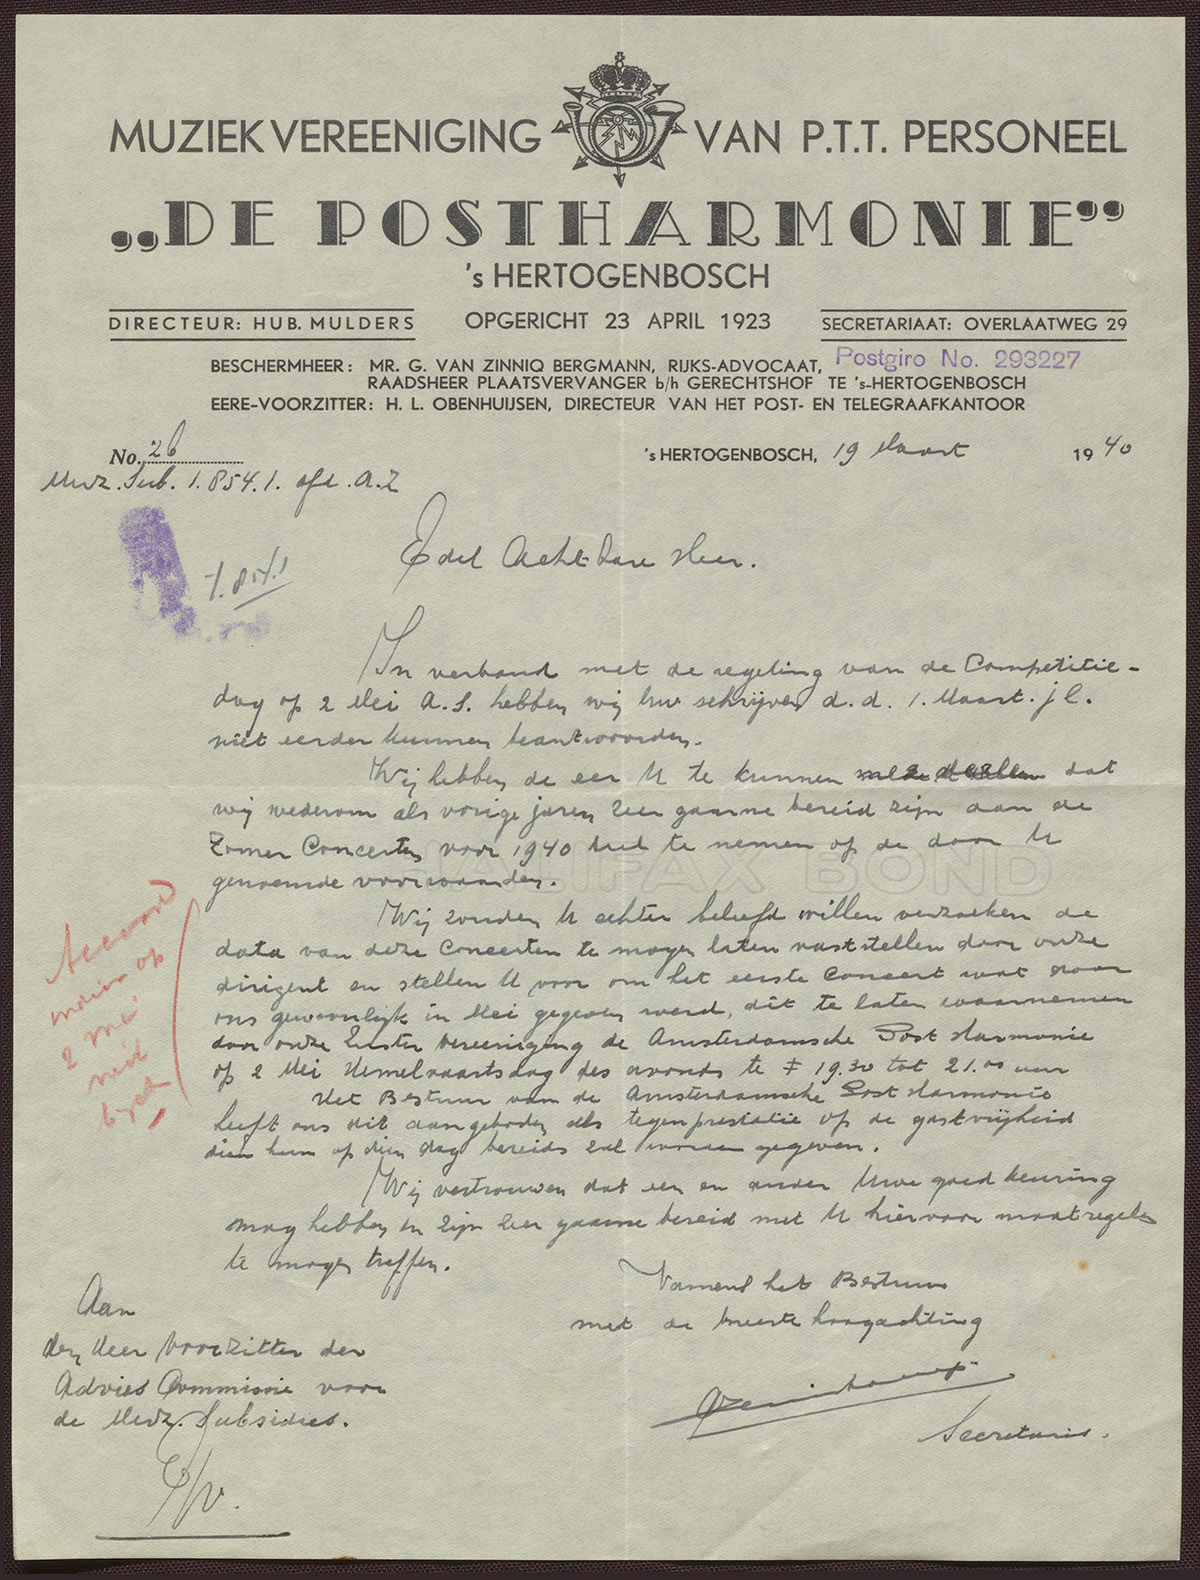 MUZIEKVEREENIGING VAN P.T.T. PERSONEEL
„DE POSTHARMONIE”
's HERTOGENBOSCH
DIRECTEUR: HUB. MULDERS
OPGERICHT 23 APRIL 1923
SECRETARIAAT: OVERLAATWEG 29
BESCHERMHEER: MR. G. VAN ZINNIQ BERGMANN, RIJKS-ADVOCAAT,
Postgiro No. 293227
RAADSHEER PLAATSVERVANGER b/h GERECHTSHOF TE 's-HERTOGENBOSCH
EERE-VOORZITTER: H. L. OBENHUIJSEN, DIRECTEUR VAN HET POST- EN TELEGRAAFKANTOOR
No. 26
's HERTOGENBOSCH, 19 Maart 1940
Muz. Sub. 1.854.1. afd. A.Z
1.854.1
Edel Achtbare Heer.
In verband met de regeling van de Competitie-
dag op 2 Mei A.S. hebben wij Uw schrijven d.d. 1. Maart. jl.
niet eerder kunnen beantwoorden.
Wij hebben de eer U te kunnen mededeelen dat
wij wederom als vorige jaren zeer gaarne bereid zijn aan de
Zomer Concerten voor 1940 deel te nemen op de door U
genoemde voorwaarden.
Wij zouden U echter beleefd willen verzoeken de
data van deze Concerten te mogen laten vaststellen door onze
dirigent en stellen U voor om het eerste Concert wat door
ons gewoonlijk in Mei gegeven werd, dit te laten waarnemen
door onze Zuster vereeniging de Amsterdamsche Post Harmonie
op 2 Mei Hemelvaartsdag des avonds te ± 19.30 tot 21.00 uur
Het Bestuur van de Amsterdamsche Post Harmonie
heeft ons dit aangeboden als tegenprestatie op de gastvrijheid
dien hun op dien dag bereids zal worden gegeven.
Wij vertrouwen dat een en ander Uwe goedkeuring
mag hebben en zijn zeer gaarne bereid met U hiervoor maatregelen
te mogen treffen.
Accoord
mits op
2 Mei
niet
Namens het Bestuur
met de meeste hoogachting
Secretaris.
Aan
den Heer Voorzitter der
Advies Commissie voor
de Muz. Subsidies.
HALIFAX BOND